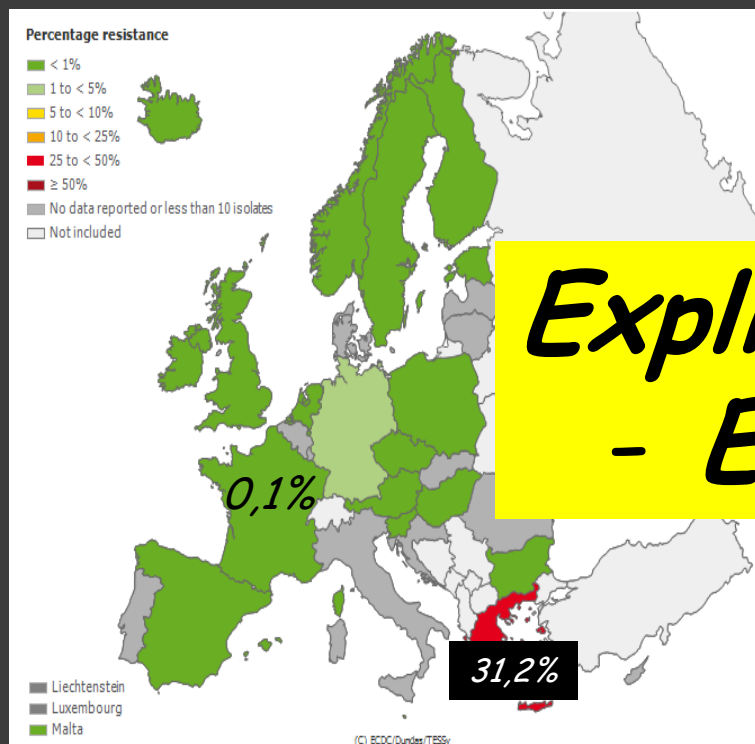 Percentage resistance
< 1%
1 to < 5%
5 to < 10%
10 to < 25%
25 to < 50%
≥ 50%
No data reported or less than 10 isolates
Not included
Expli
- E
0,1%
31,2%
Liechtenstein
Luxembourg
Malta
(C) ECDC/Dundas/TESSy